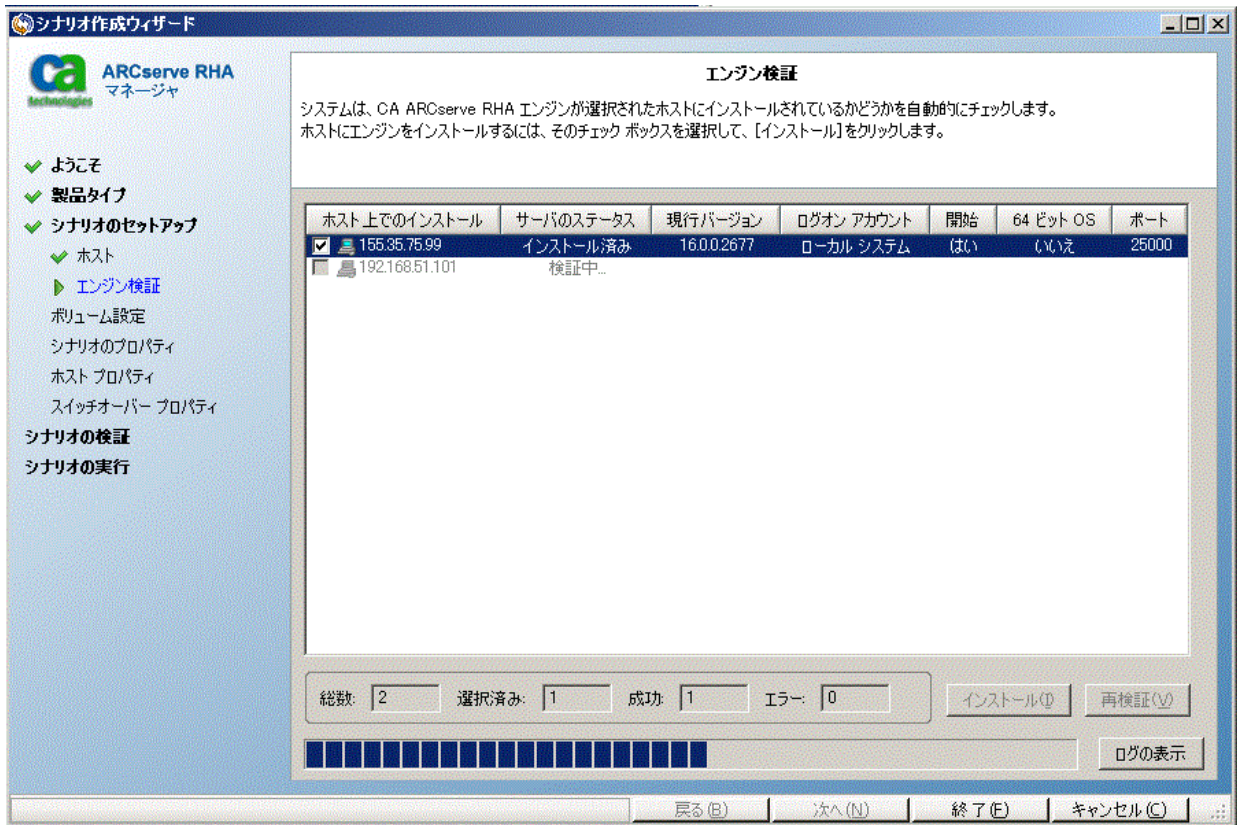 シナリオ作成ウィザード
ca
technologies
ARCserve RHA
マネージャ
ようこそ
製品タイプ
シナリオのセットアップ
ホスト
エンジン検証
ボリューム設定
シナリオのプロパティ
ホスト プロパティ
スイッチオーバー プロパティ
シナリオの検証
シナリオの実行
エンジン検証
システムは、CA ARCserve RHA エンジンが選択されたホストにインストールされているかどうかを自動的にチェックします。
ホストにエンジンをインストールするには、そのチェック ボックスを選択して、[インストール]をクリックします。
ホスト上でのインストール サーバのステータス 現行バージョン ログオン アカウント 開始 64 ビット OS ポート
155.35.75.99 インストール済み 16.0.0.2677 ローカル システム はい いいえ 25000
192.168.51.101 検証中...
総数: 2 選択済み: 1 成功: 1 エラー: 0 インストール(I) 再検証(V)
ログの表示
戻る(B) 次へ(N) 終了(F) キャンセル(C)